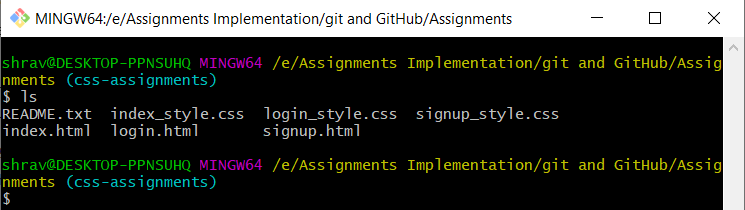 MINGW64:/e/Assignments Implementation/git and GitHub/Assignments
shrav@DESKTOP-PPNSUHQ MINGW64 /e/Assignments Implementation/git and GitHub/Assig
nments (css-assignments)
$ ls
README.txt  index_style.css  login_style.css  signup_style.css
index.html  login.html       signup.html
shrav@DESKTOP-PPNSUHQ MINGW64 /e/Assignments Implementation/git and GitHub/Assig
nments (css-assignments)
$